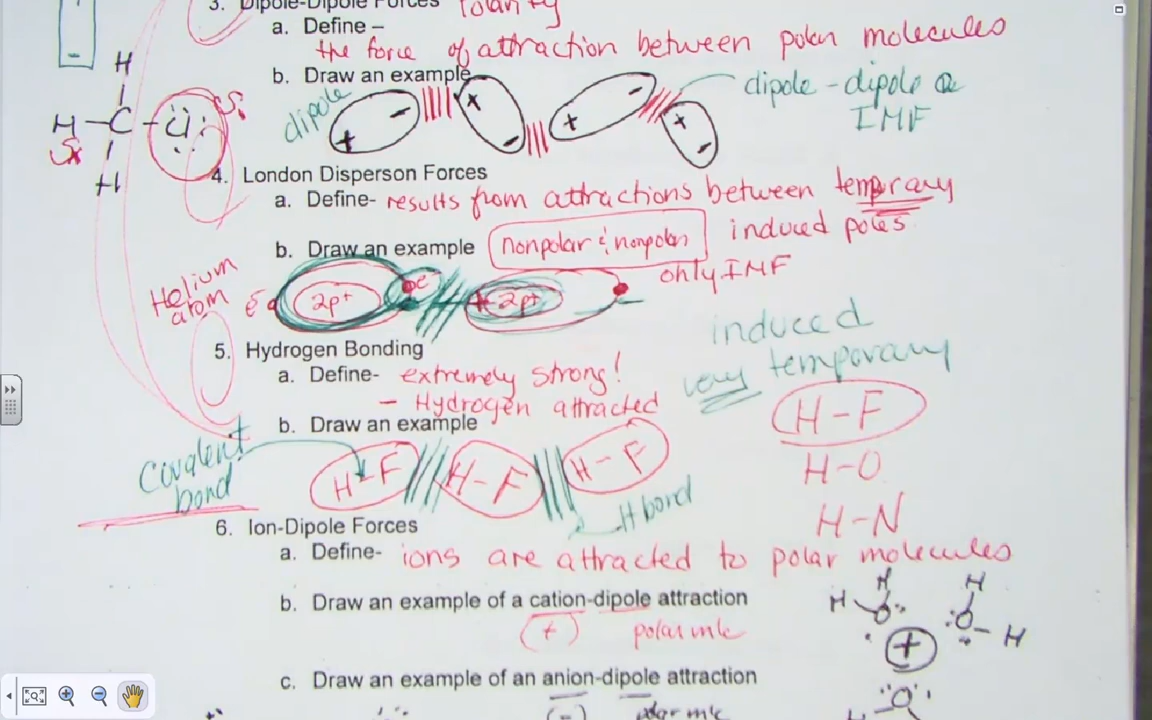 3. Dipole-Dipole Forces Polarity
a. Define –
the force of attraction between polar molecules
b. Draw an example
dipole
+ - + - + - + -
dipole - dipole
IMF
H
H - C - Cl
H
4. London Disperson Forces
a. Define- results from attractions between temporary
induced poles
b. Draw an example nonpolar & nonpolar
only IMF
Helium
atom
2p+ e- + 2p+ -
induced
very temporary
5. Hydrogen Bonding
a. Define- extremely strong!
- Hydrogen attracted
b. Draw an example
H - F
H - O
H - N
Covalent
bond
H - F H - F H - F
H bond
6. Ion-Dipole Forces
a. Define- ions are attracted to polar molecules
b. Draw an example of a cation-dipole attraction
(+) polar mlc
H H O O H H
+
O
c. Draw an example of an anion-dipole attraction
(-) polar mlc